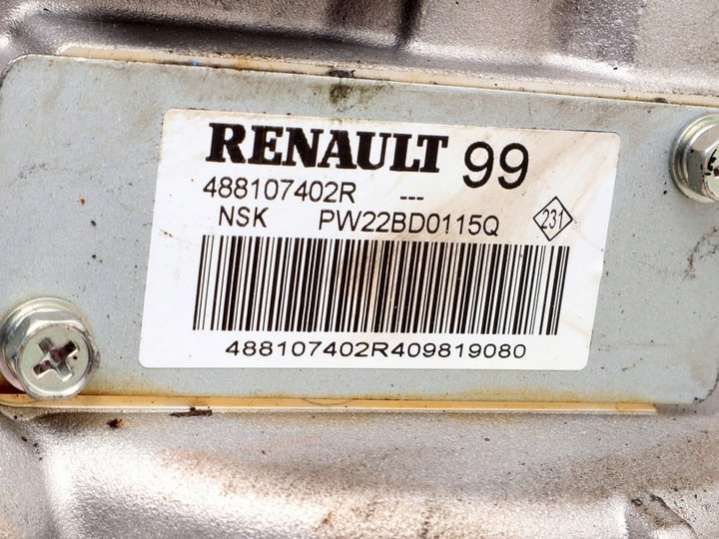 RENAULT 99
488107402R ---
NSK PW22BD0115Q 231
488107402R409819080